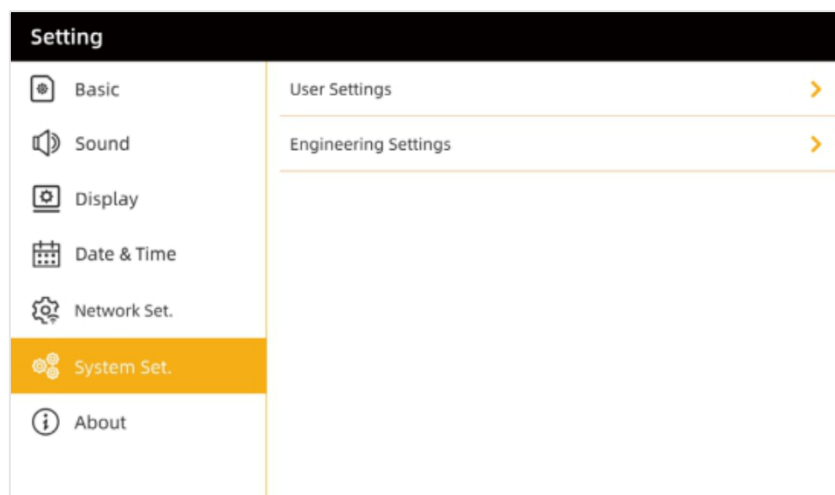 Setting
Basic
Sound
Display
Date & Time
Network Set.
System Set.
About
User Settings
Engineering Settings